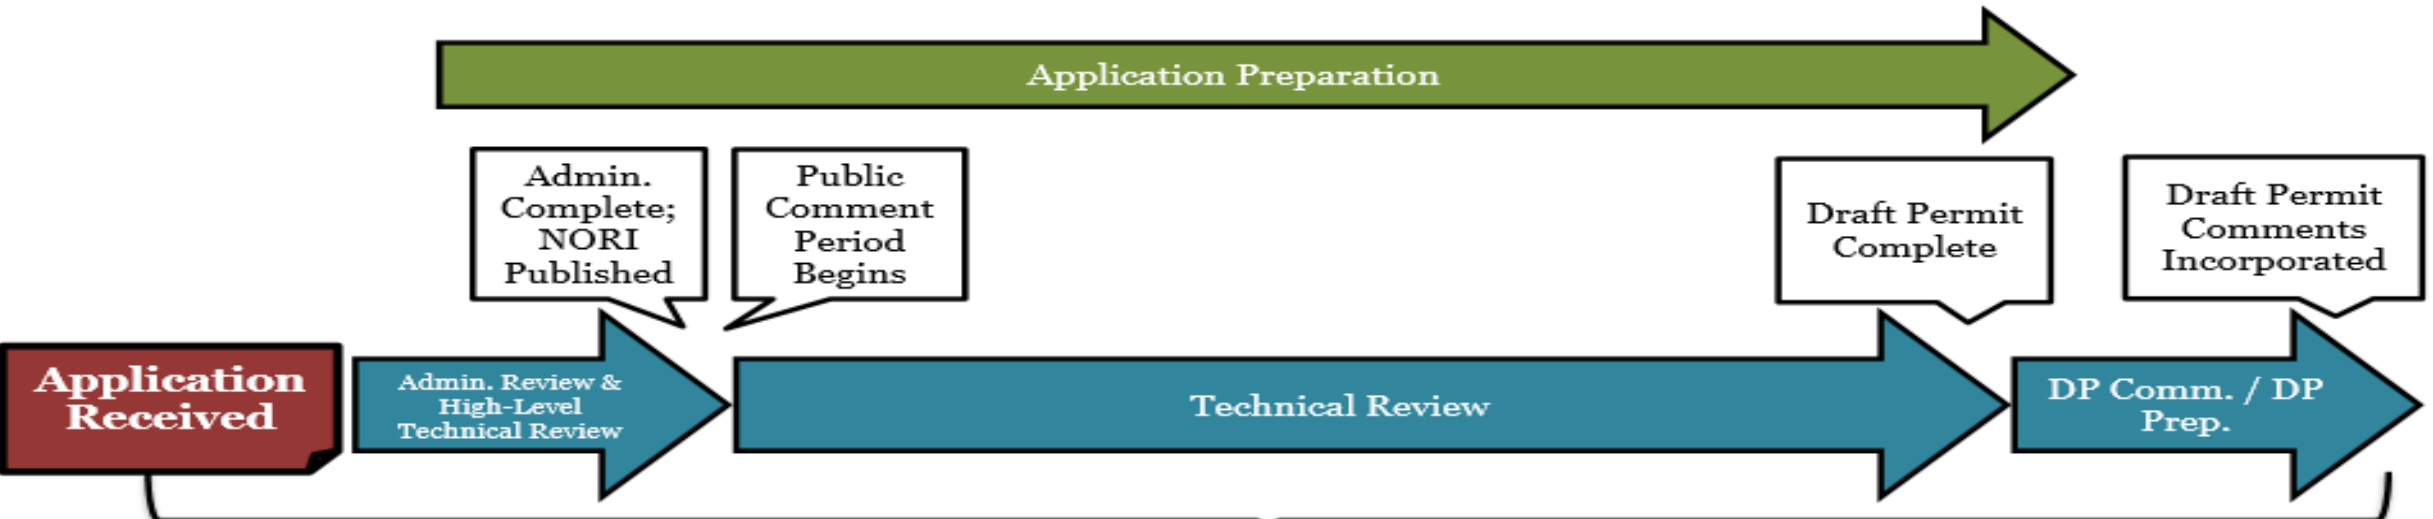 Application Preparation
Admin.
Complete;
NORI
Published
Public
Comment
Period
Begins
Draft Permit
Complete
Draft Permit
Comments
Incorporated
Application
Received
Admin. Review &
High-Level
Technical Review
Technical Review
DP Comm. / DP
Prep.